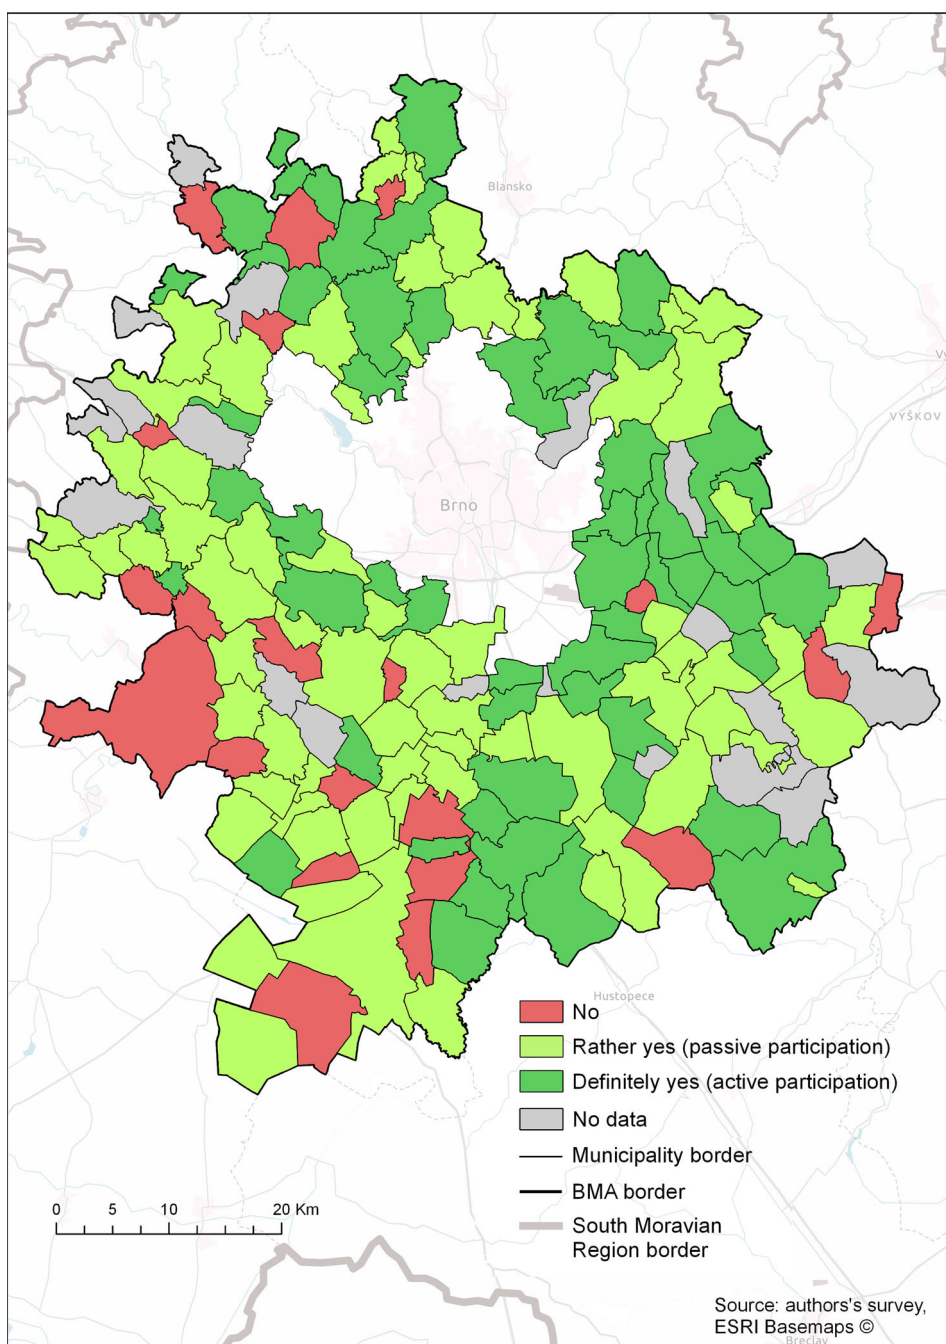 Blansko
VYŠKOV
Brno
Hustopece
No
Rather yes (passive participation)
Definitely yes (active participation)
No data
Municipality border
BMA border
South Moravian
Region border
0 5 10 20 Km
Source: authors's survey,
ESRI Basemaps ©
Breclav